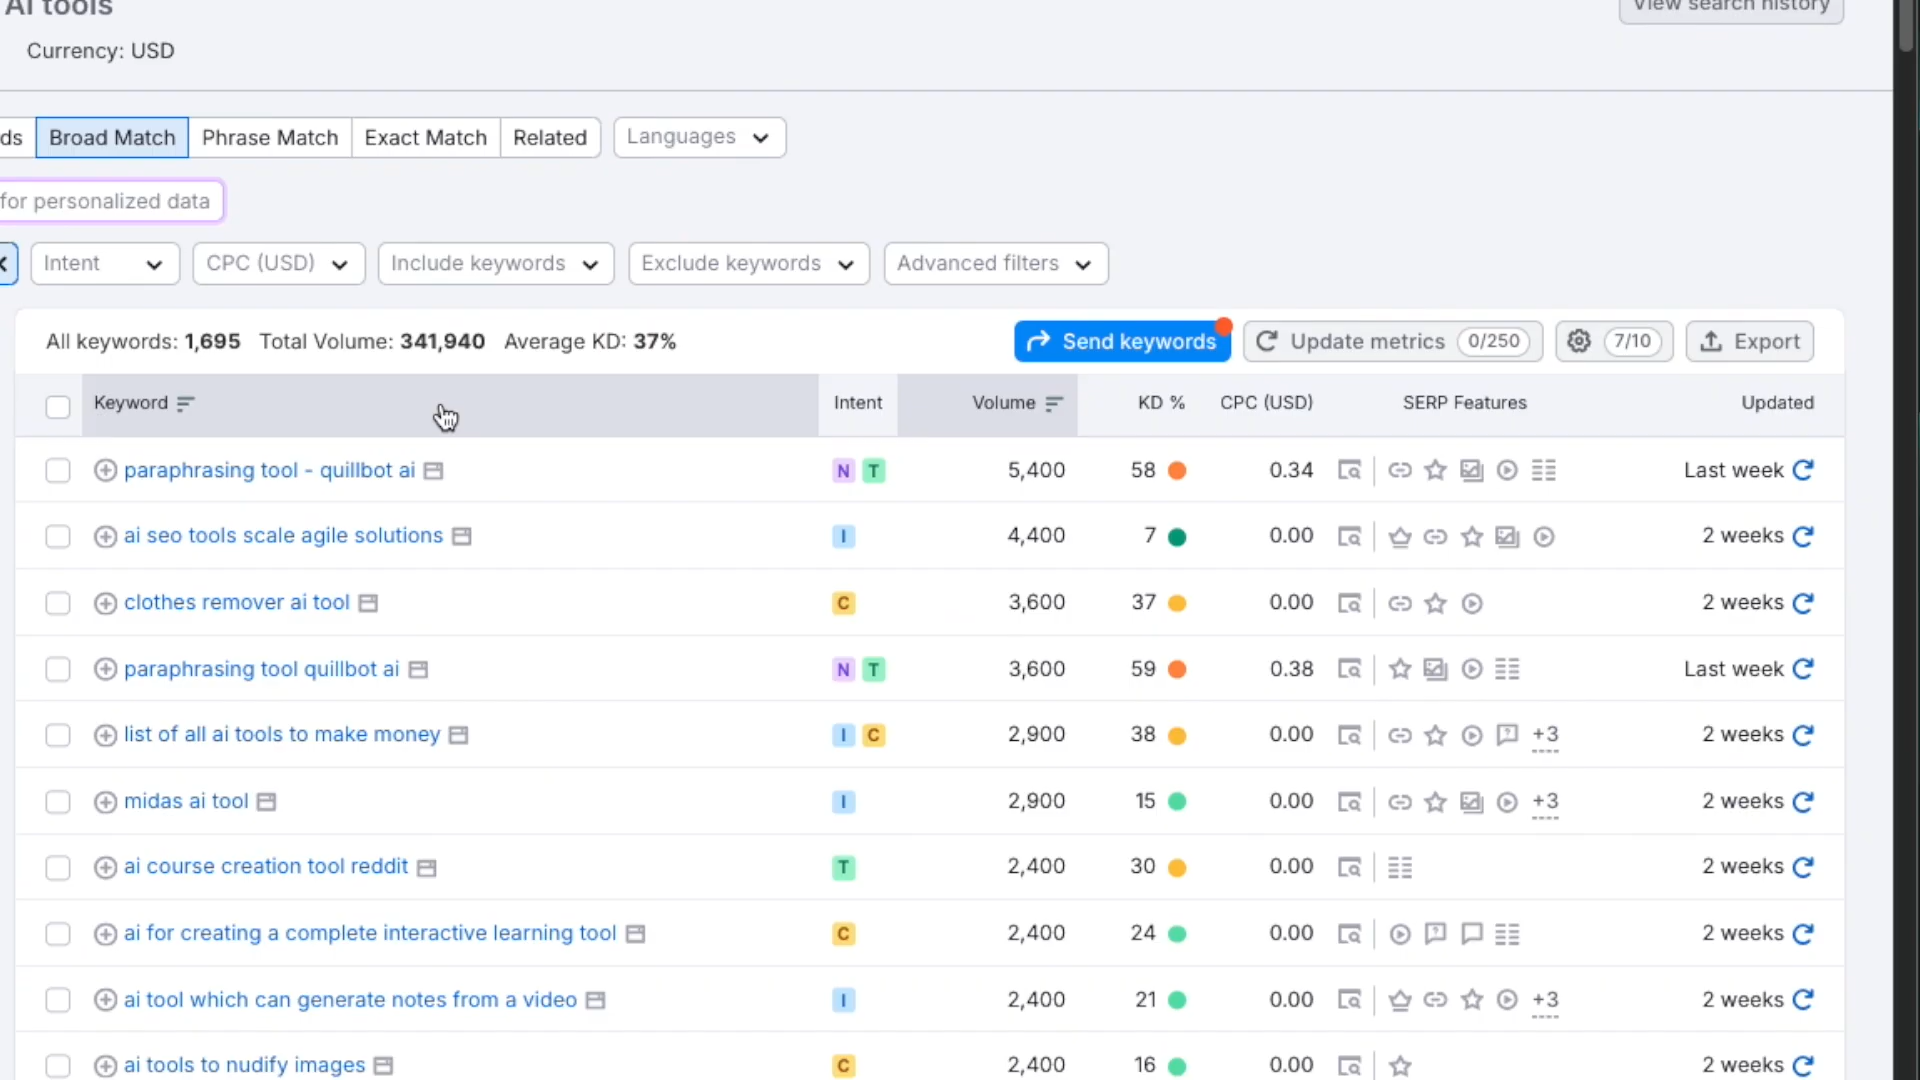 AI tools
View search history
Currency: USD
ds Broad Match Phrase Match Exact Match Related Languages
for personalized data
Intent CPC (USD) Include keywords Exclude keywords Advanced filters
All keywords: 1,695 Total Volume: 341,940 Average KD: 37% Send keywords Update metrics 0/250 7/10 Export
Keyword Intent Volume KD % CPC (USD) SERP Features Updated
paraphrasing tool - quillbot ai N T 5,400 58 0.34 Last week
ai seo tools scale agile solutions I 4,400 7 0.00 2 weeks
clothes remover ai tool C 3,600 37 0.00 2 weeks
paraphrasing tool quillbot ai N T 3,600 59 0.38 Last week
list of all ai tools to make money I C 2,900 38 0.00 +3 2 weeks
midas ai tool I 2,900 15 0.00 +3 2 weeks
ai course creation tool reddit T 2,400 30 0.00 2 weeks
ai for creating a complete interactive learning tool C 2,400 24 0.00 2 weeks
ai tool which can generate notes from a video I 2,400 21 0.00 +3 2 weeks
ai tools to nudify images C 2,400 16 0.00 2 weeks